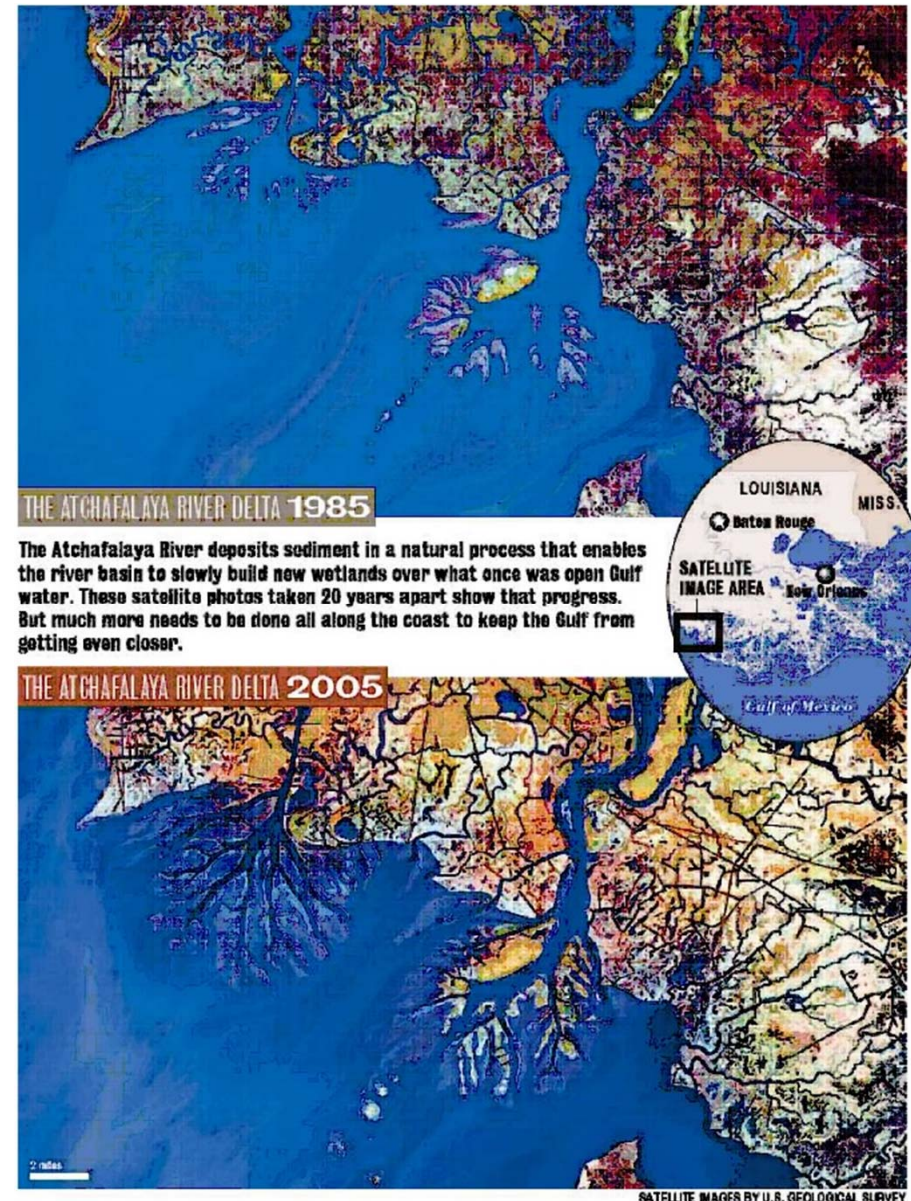 THE ATCHAFALAYA RIVER DELTA 1985
The Atchafalaya River deposits sediment in a natural process that enables
the river basin to slowly build new wetlands over what once was open Gulf
water. These satellite photos taken 20 years apart show that progress.
But much more needs to be done all along the coast to keep the Gulf from
getting even closer.
LOUISIANA
MISS.
Baton Rouge
SATELLITE
IMAGE AREA
New Orleans
Gulf of Mexico
THE ATCHAFALAYA RIVER DELTA 2005
2 miles
SATELLITE IMAGES BY U.S. GEOLOGICAL SURVEY